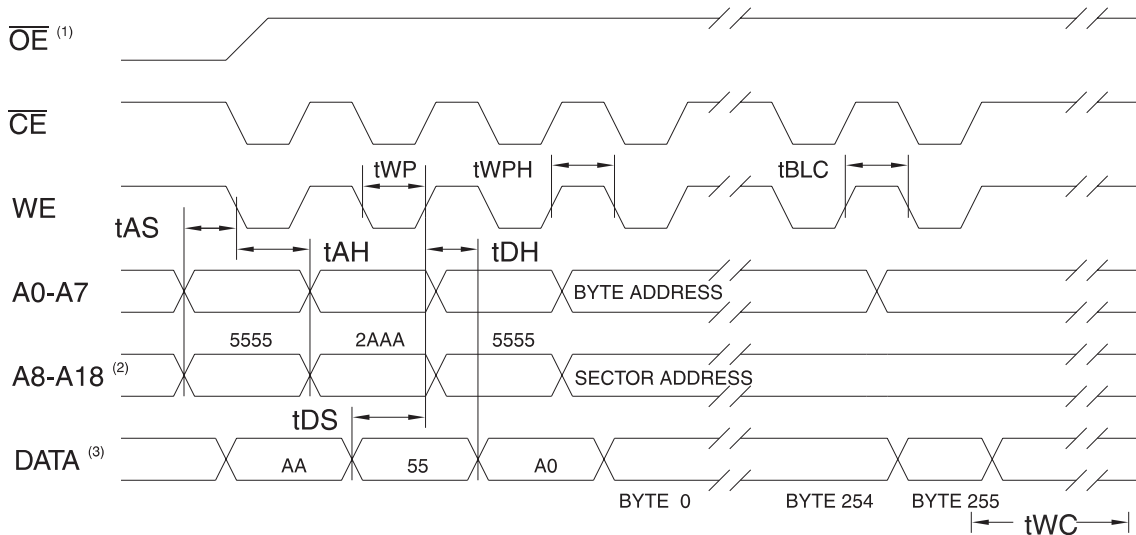 OE (1)
CE
tWP tWPH tBLC
WE
tAS
tAH tDH
A0-A7 BYTE ADDRESS
5555 2AAA 5555
A8-A18 (2) SECTOR ADDRESS
tDS
DATA (3) AA 55 A0
BYTE 0 BYTE 254 BYTE 255
tWC